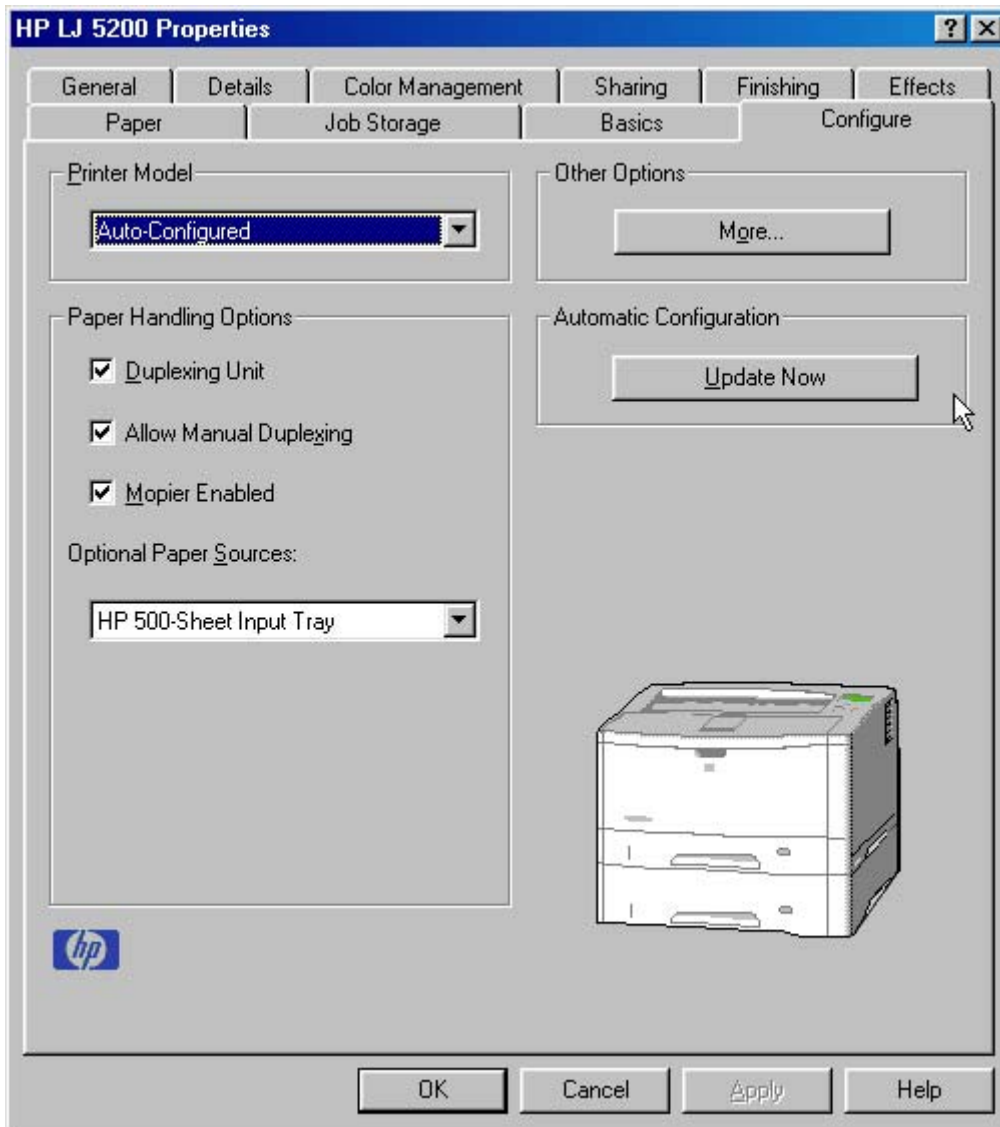 HP LJ 5200 Properties
General Details Color Management Sharing Finishing Effects
Paper Job Storage Basics Configure
Printer Model
Auto-Configured
Other Options
More...
Paper Handling Options
Duplexing Unit
Allow Manual Duplexing
Mopier Enabled
Optional Paper Sources:
HP 500-Sheet Input Tray
Automatic Configuration
Update Now
hp
OK Cancel Apply Help